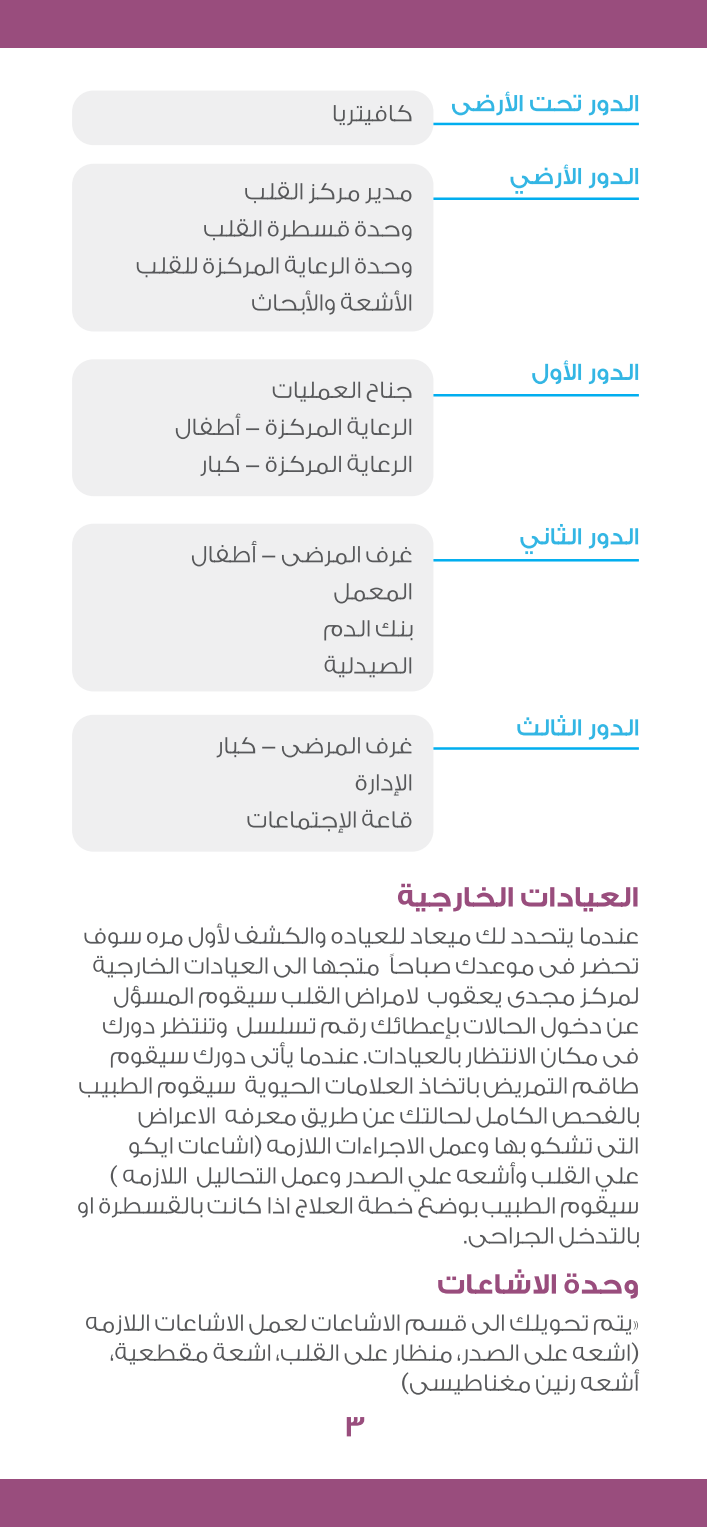 الدور تحت الأرضى
كافيتريا
الدور الأرضي
مدير مركز القلب
وحدة قسطرة القلب
وحدة الرعاية المركزة للقلب
الأشعة والأبحاث
الدور الأول
جناح العمليات
الرعاية المركزة – أطفال
الرعاية المركزة – كبار
الدور الثاني
غرف المرضى – أطفال
المعمل
بنك الدم
الصيدلية
الدور الثالث
غرف المرضى – كبار
الإدارة
قاعة الإجتماعات
العيادات الخارجية
عندما يتحدد لك ميعاد للعياده والكشف لأول مره سوف
تحضر فى موعدك صباحاً متجها الى العيادات الخارجية
لمركز مجدى يعقوب لامراض القلب سيقوم المسؤل
عن دخول الحالات بإعطائك رقم تسلسل وتنتظر دورك
فى مكان الانتظار بالعيادات. عندما يأتى دورك سيقوم
طاقم التمريض باتخاذ العلامات الحيوية سيقوم الطبيب
بالفحص الكامل لحالتك عن طريق معرفه الاعراض
التى تشكو بها وعمل الاجراءات اللازمه (اشاعات ايكو
علي القلب وأشعه علي الصدر وعمل التحاليل اللازمه )
سيقوم الطبيب بوضع خطة العلاج اذا كانت بالقسطرة او
بالتدخل الجراحى.
وحدة الاشاعات
«يتم تحويلك الى قسم الاشاعات لعمل الاشاعات اللازمه
(اشعه على الصدر، منظار على القلب، اشعة مقطعية،
أشعه رنين مغناطيسى)
٣